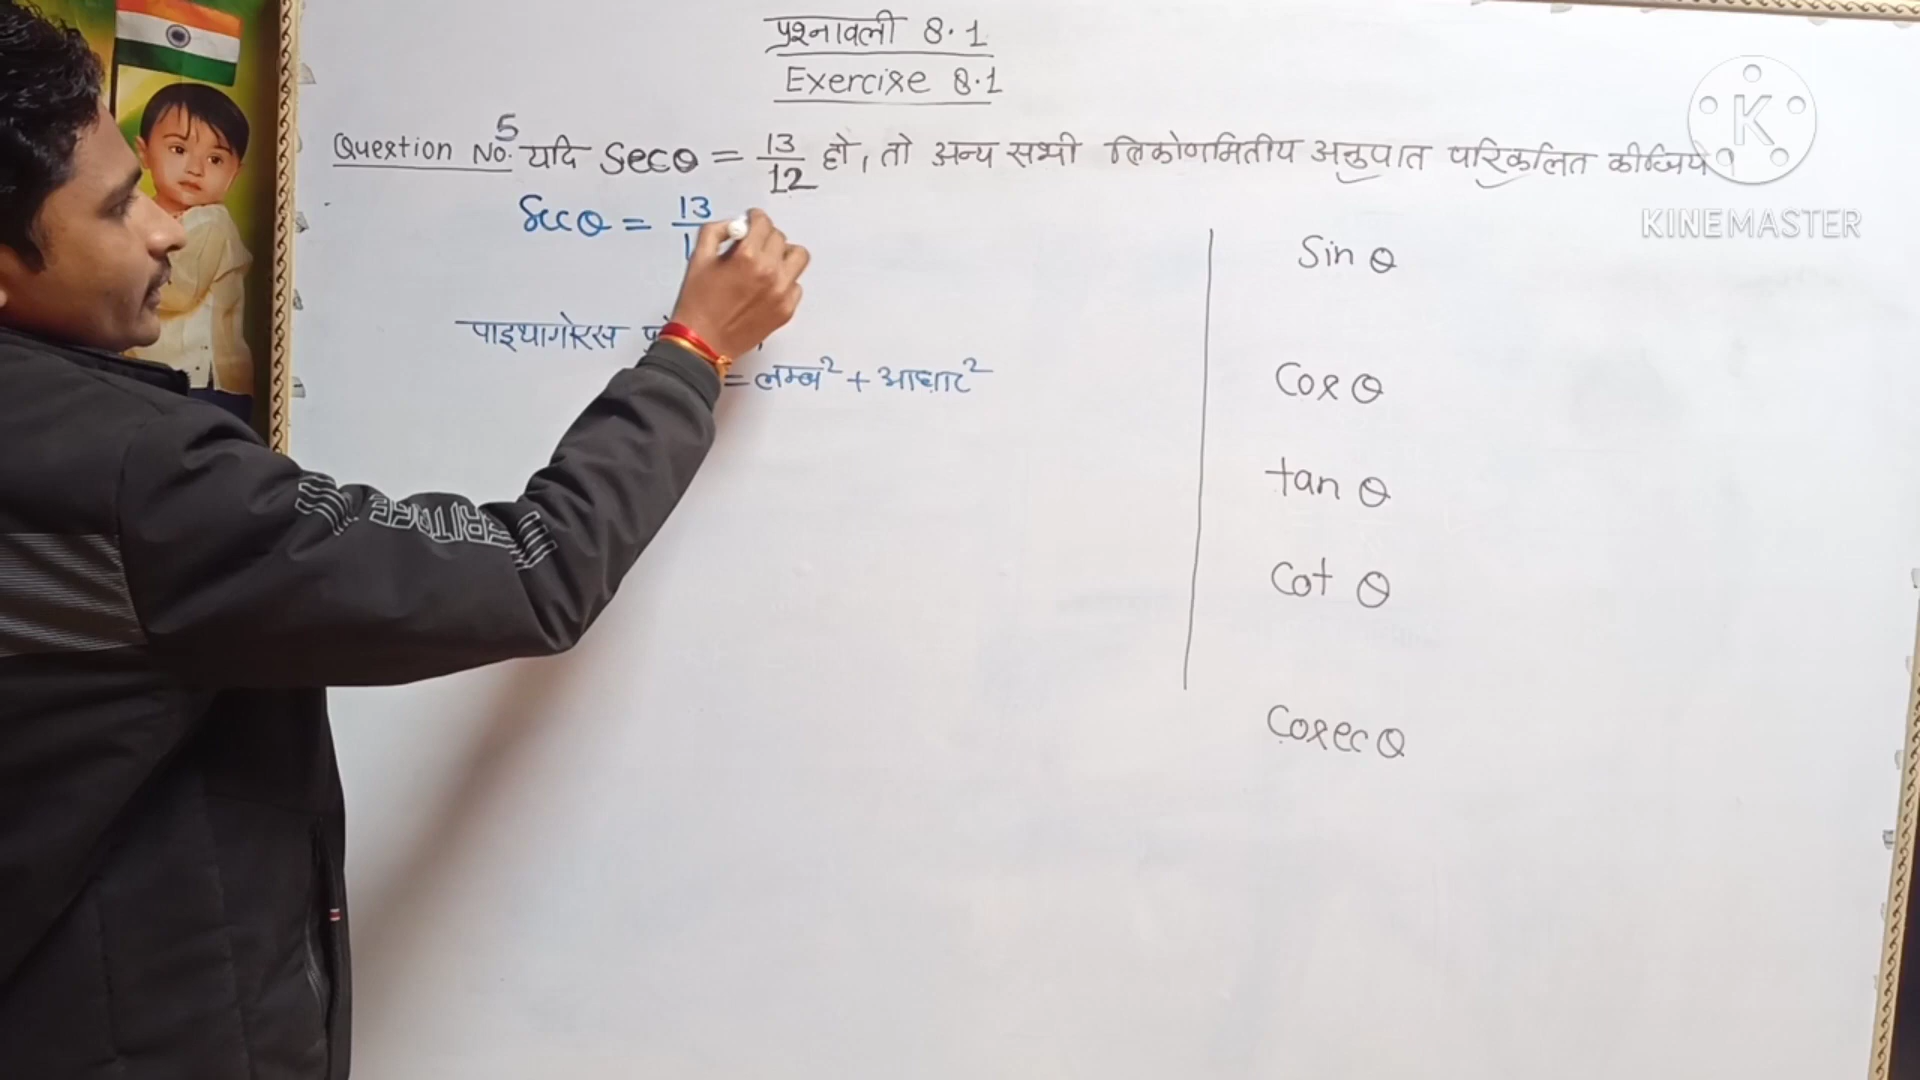 प्रश्नावली 8.1
Exercise 8.1
Question No. 5 यदि Secθ = 13/12 हो, तो अन्य सभी त्रिकोणमितीय अनुपात परिकलित कीजिये।
Secθ = 13
पाइथागोरस
= लम्ब² + आधार²
Sin θ
Cos θ
tan θ
Cot θ
Cosec θ
K
KINEMASTER